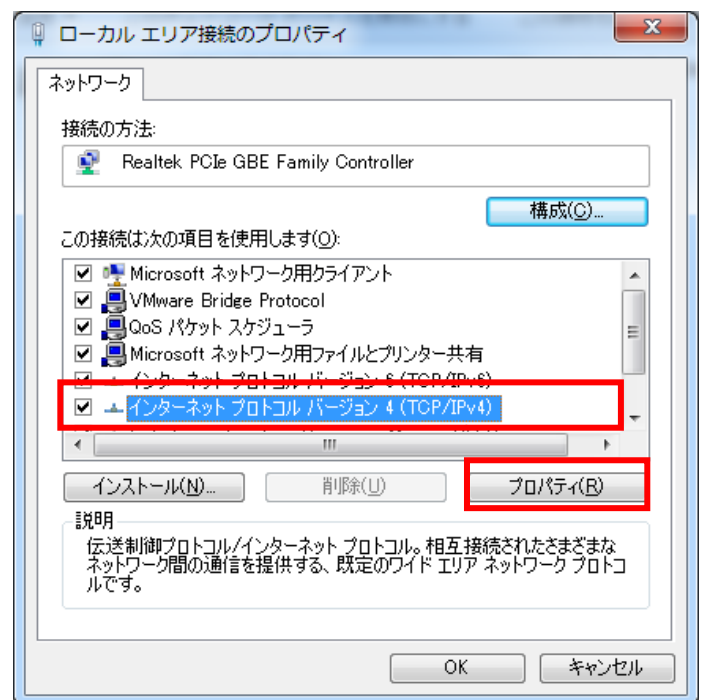 ローカル エリア接続のプロパティ
ネットワーク
接続の方法:
Realtek PCIe GBE Family Controller
構成(C)...
この接続は次の項目を使用します(O):
Microsoft ネットワーク用クライアント
VMware Bridge Protocol
QoS パケット スケジューラ
Microsoft ネットワーク用ファイルとプリンター共有
インターネット プロトコル バージョン 6 (TCP/IPv6)
インターネット プロトコル バージョン 4 (TCP/IPv4)
インストール(N)...
削除(U)
プロパティ(R)
説明
伝送制御プロトコル/インターネット プロトコル。相互接続されたさまざまな
ネットワーク間の通信を提供する、既定のワイド エリア ネットワーク プロトコ
ルです。
OK
キャンセル